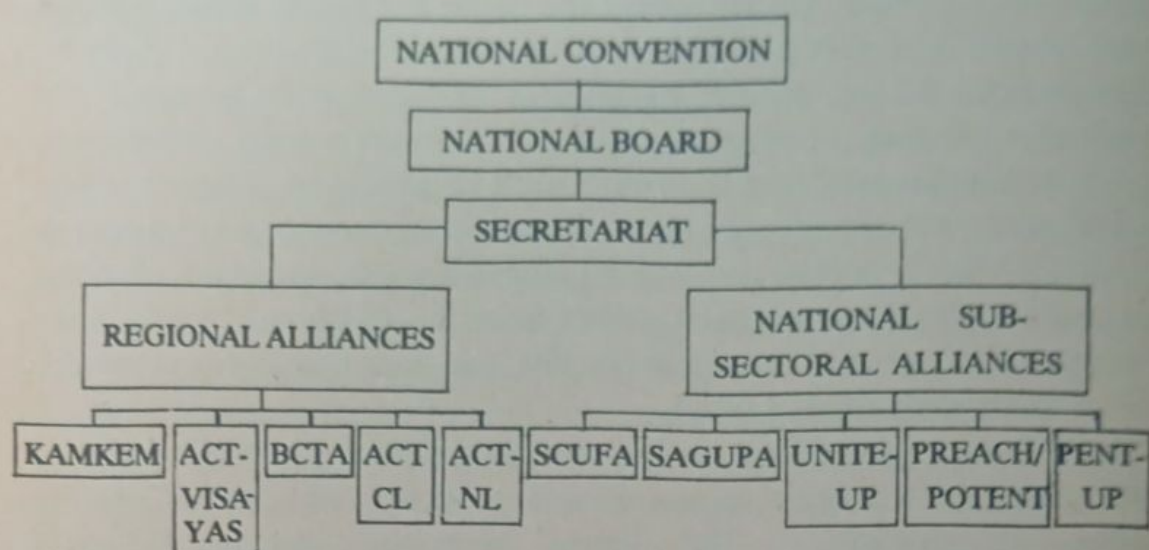 NATIONAL CONVENTION
NATIONAL BOARD
SECRETARIAT
REGIONAL ALLIANCES
NATIONAL SUB-
SECTORAL ALLIANCES
KAMKEM
ACT-
VISA-
YAS
BCTA
ACT
CL
ACT-
NL
SCUFA
SAGUPA
UNITE-
UP
PREACH/
POTENT
PENT-
UP